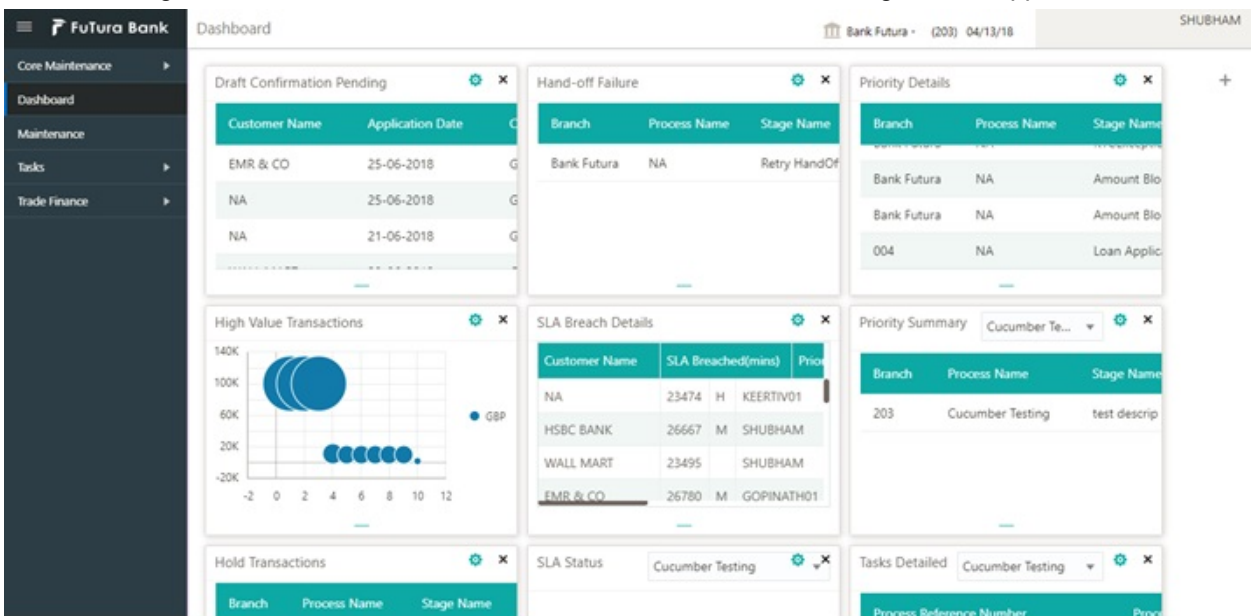 FuTura Bank
Dashboard
Bank Futura - (203) 04/13/18
SHUBHAM
Core Maintenance
Dashboard
Maintenance
Tasks
Trade Finance
Draft Confirmation Pending
Customer Name Application Date C
EMR & CO 25-06-2018 G
NA 25-06-2018 G
NA 21-06-2018 G
Hand-off Failure
Branch Process Name Stage Name
Bank Futura NA Retry HandOf
Priority Details
Branch Process Name Stage Name
Bank Futura NA Amount Blo
Bank Futura NA Amount Blo
004 NA Loan Applic
High Value Transactions
140K
100K
60K
20K
-20K
-2 0 2 4 6 8 10 12
GBP
SLA Breach Details
Customer Name SLA Breached(mins) Prior
NA 23474 H KEERTIV01
HSBC BANK 26667 M SHUBHAM
WALL MART 23495 SHUBHAM
EMR & CO 26780 M GOPINATH01
Priority Summary Cucumber Te...
Branch Process Name Stage Name
203 Cucumber Testing test descrip
Hold Transactions
Branch Process Name Stage Name
SLA Status Cucumber Testing
Tasks Detailed Cucumber Testing
Process Reference Number Proce